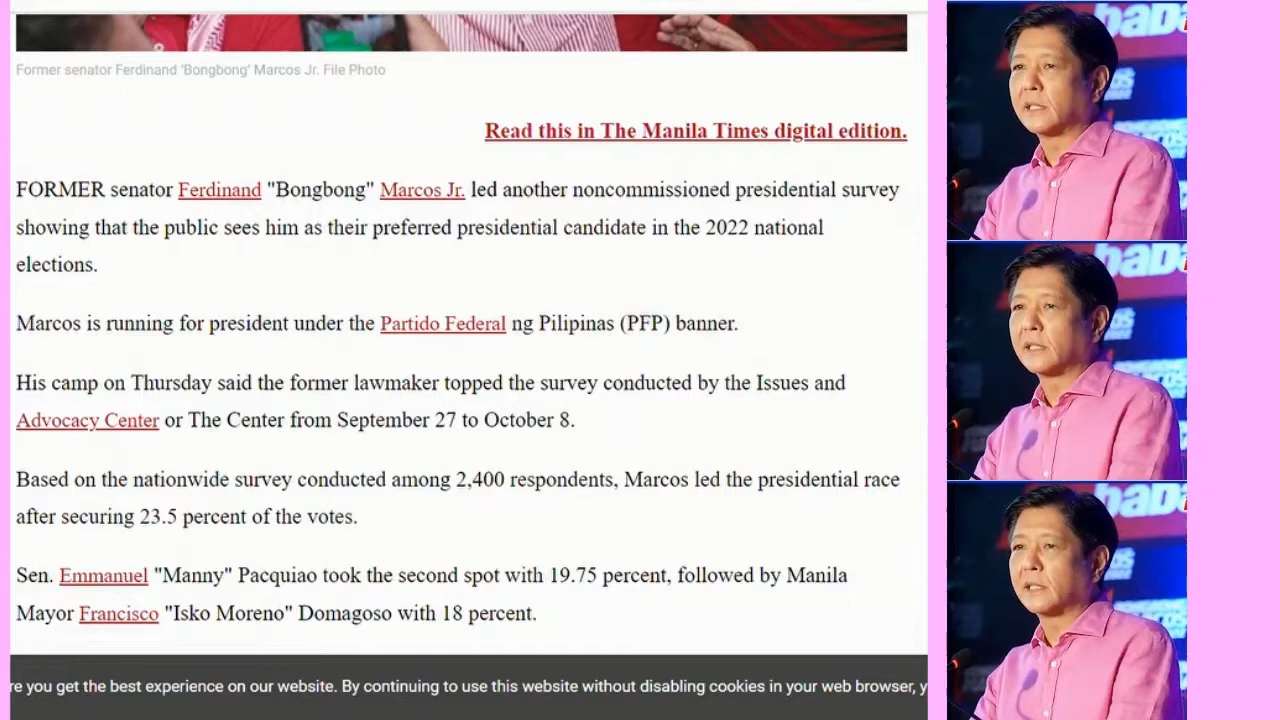 Former senator Ferdinand 'Bongbong' Marcos Jr. File Photo
Read this in The Manila Times digital edition.
FORMER senator Ferdinand "Bongbong" Marcos Jr. led another noncommissioned presidential survey
showing that the public sees him as their preferred presidential candidate in the 2022 national
elections.
Marcos is running for president under the Partido Federal ng Pilipinas (PFP) banner.
His camp on Thursday said the former lawmaker topped the survey conducted by the Issues and
Advocacy Center or The Center from September 27 to October 8.
Based on the nationwide survey conducted among 2,400 respondents, Marcos led the presidential race
after securing 23.5 percent of the votes.
Sen. Emmanuel "Manny" Pacquiao took the second spot with 19.75 percent, followed by Manila
Mayor Francisco "Isko Moreno" Domagoso with 18 percent.
re you get the best experience on our website. By continuing to use this website without disabling cookies in your web browser, y